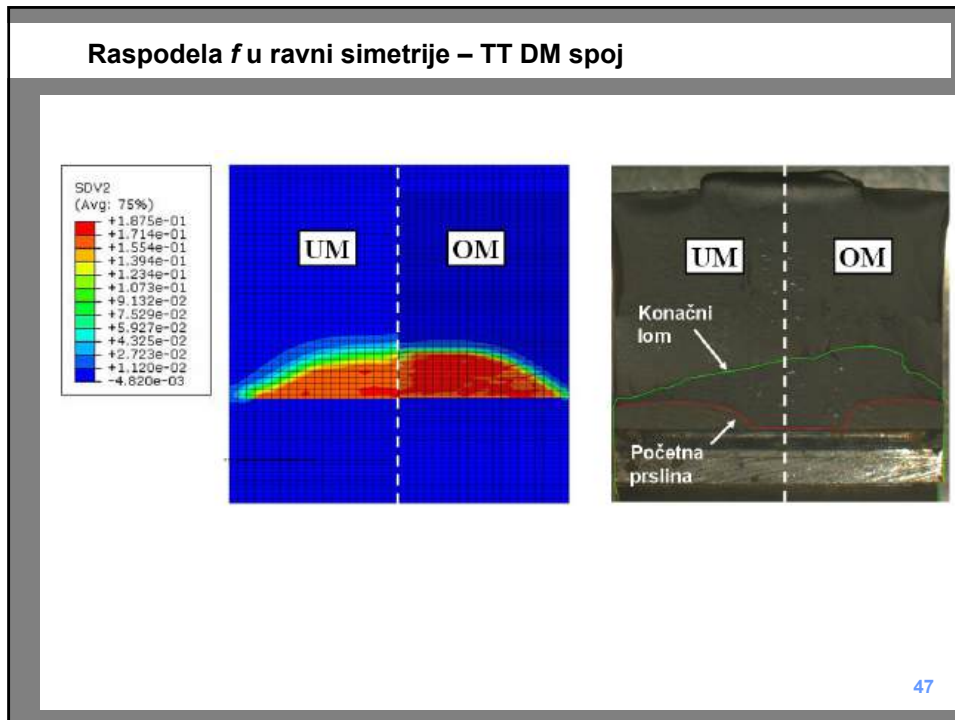 Raspodela f u ravni simetrije – TT DM spoj
SDV2
(Avg: 75%)
+1.875e-01
+1.714e-01
+1.554e-01
+1.394e-01
+1.234e-01
+1.073e-01
+9.132e-02
+7.529e-02
+5.927e-02
+4.325e-02
+2.723e-02
+1.120e-02
-4.820e-03
UM
OM
UM
OM
Konačni
lom
Početna
prslina
47